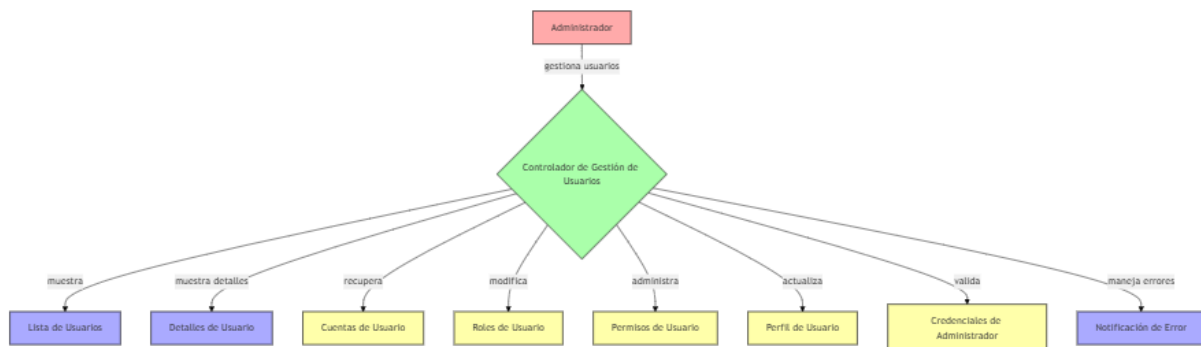 Administrador
gestiona usuarios
Controlador de Gestión de
Usuarios
muestra
muestra detalles
recupera
modifica
administra
actualiza
valida
maneja errores
Lista de Usuarios
Detalles de Usuario
Cuentas de Usuario
Roles de Usuario
Permisos de Usuario
Perfil de Usuario
Credenciales de
Administrador
Notificación de Error